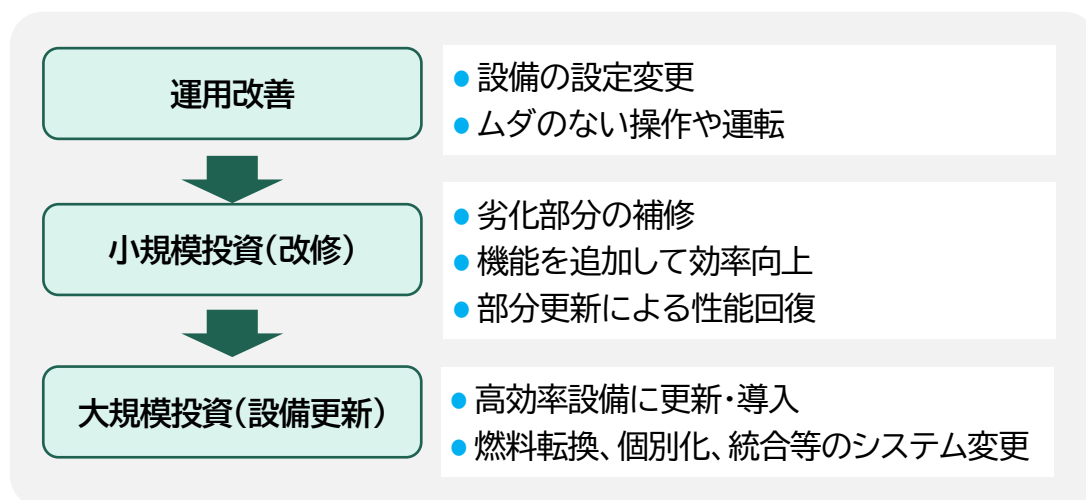 運用改善
● 設備の設定変更
● ムダのない操作や運転
小規模投資(改修)
● 劣化部分の補修
● 機能を追加して効率向上
● 部分更新による性能回復
大規模投資(設備更新)
● 高効率設備に更新・導入
● 燃料転換、個別化、統合等のシステム変更